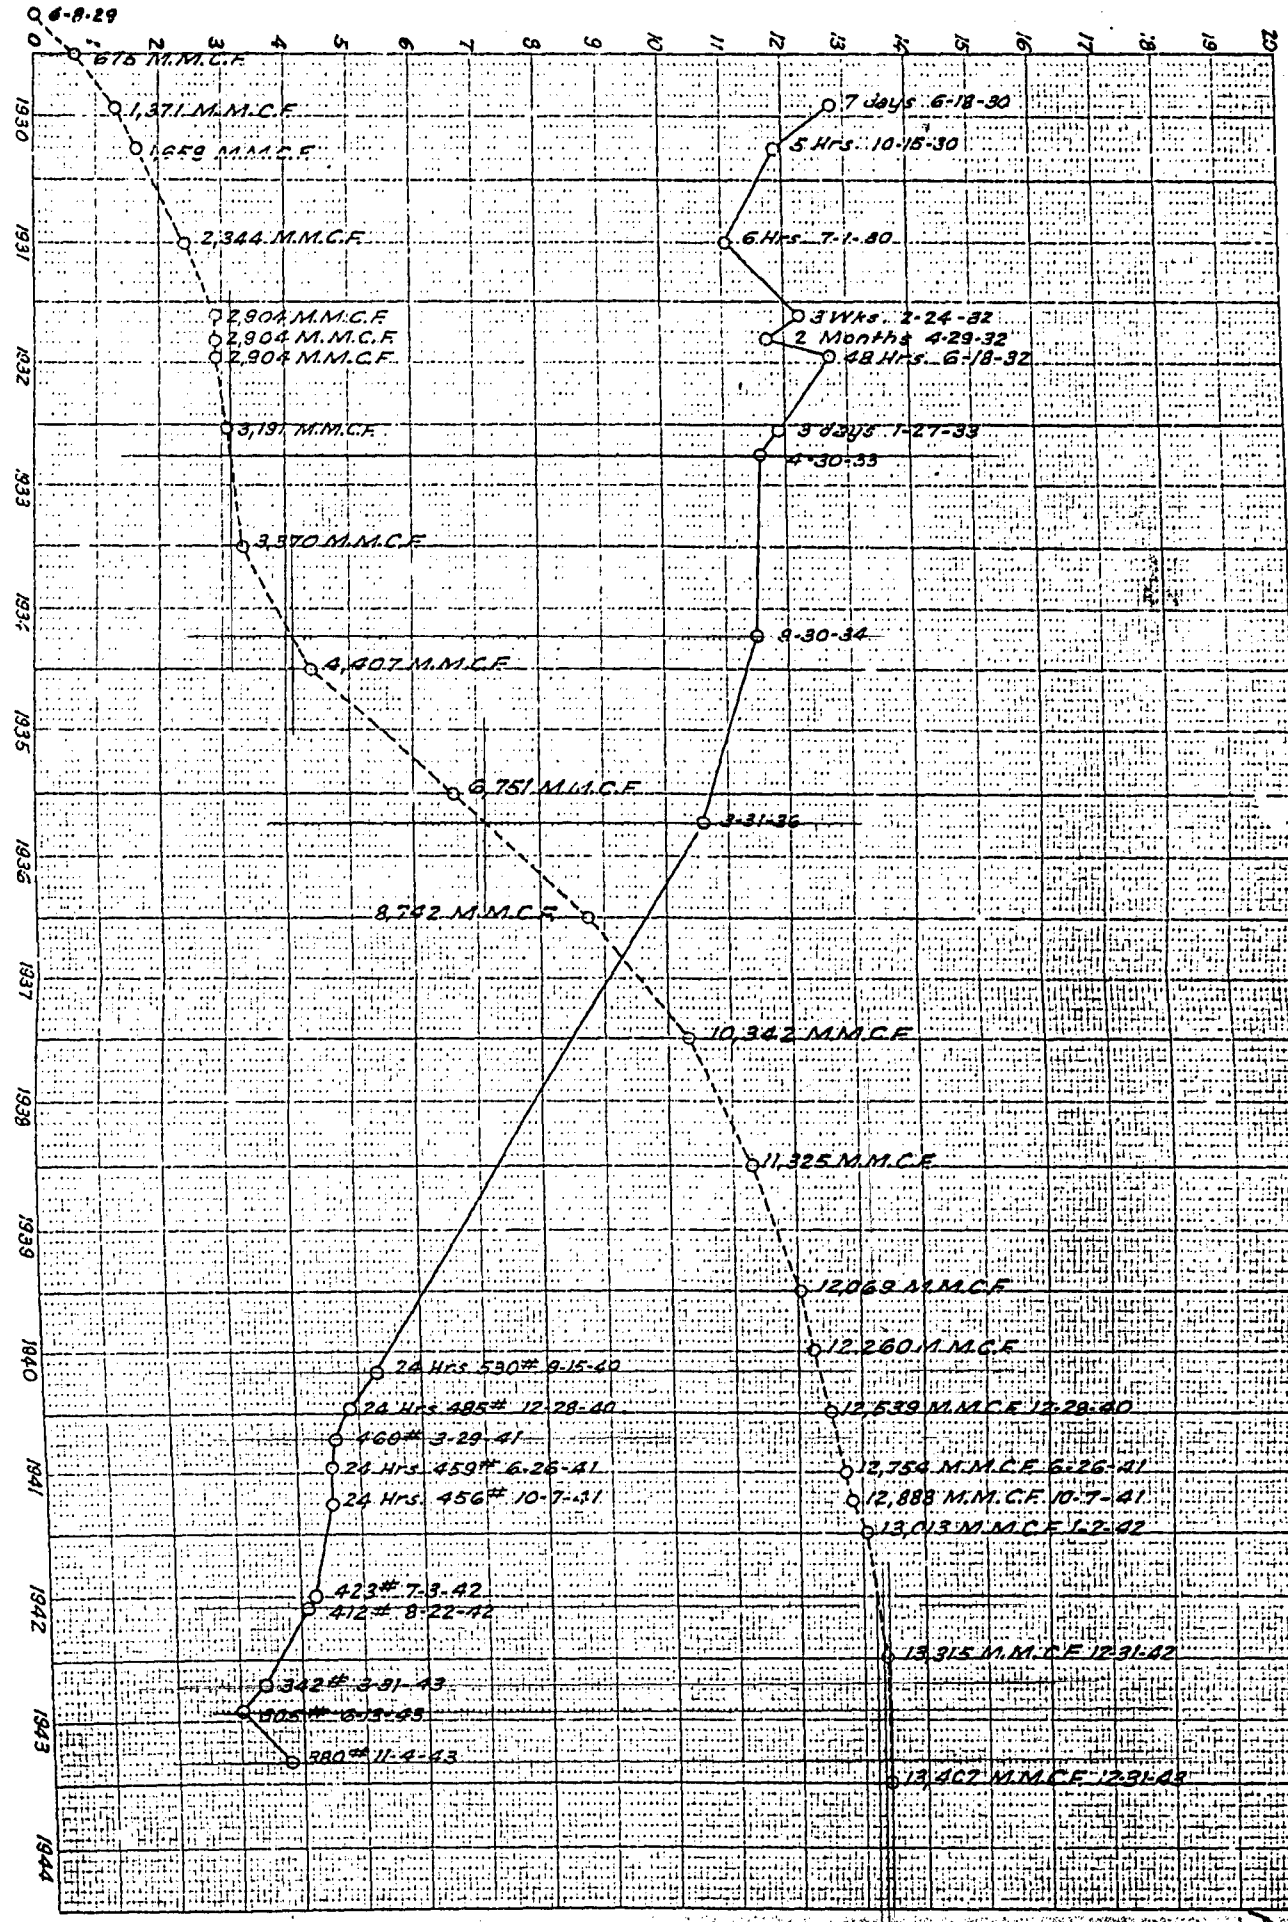 6-8-29
0 1 2 3 4 5 6 7 8 9 10 11 12 13 14 15 16 17 18 19 20
675 M.M.C.F.
1,371 M.M.C.F.
7 days 6-18-30
1930
5 Hrs. 10-15-30
M.M.C.F.
2,344 M.M.C.F.
6 Hrs. 7-1-80
1931
2,904 M.M.C.F.
3 Wks. 2-24-32
2,904 M.M.C.F.
2 Months 4-29-32
2,904 M.M.C.F.
48 Hrs. 6-18-32
1932
3,191 M.M.C.F.
3 days 1-27-33
4-30-33
1933
3,370 M.M.C.F.
1934
9-30-34
4,407 M.M.C.F.
1935
6,751 M.M.C.F.
3-31-36
1936
8,742 M.M.C.F.
1937
10,342 M.M.C.F.
1939
11,325 M.M.C.F.
1939
12,069 M.M.C.F.
1940
12,260 M.M.C.F.
24 Hrs. 530# 9-15-40
24 Hrs. 485# 12-28-40
12,539 M.M.C.F. 12-28-40
460# 3-29-41
24 Hrs. 459# 6-26-41
12,754 M.M.C.F. 6-26-41
1941
24 Hrs. 456# 10-7-41
12,888 M.M.C.F. 10-7-41
13,013 M.M.C.F. 1-2-42
423# 7-3-42
412# 8-22-42
1942
13,315 M.M.C.F. 12-31-42
342# 3-31-43
305# 6-13-43
1943
380# 11-4-43
13,467 M.M.C.F. 12-31-43
1944